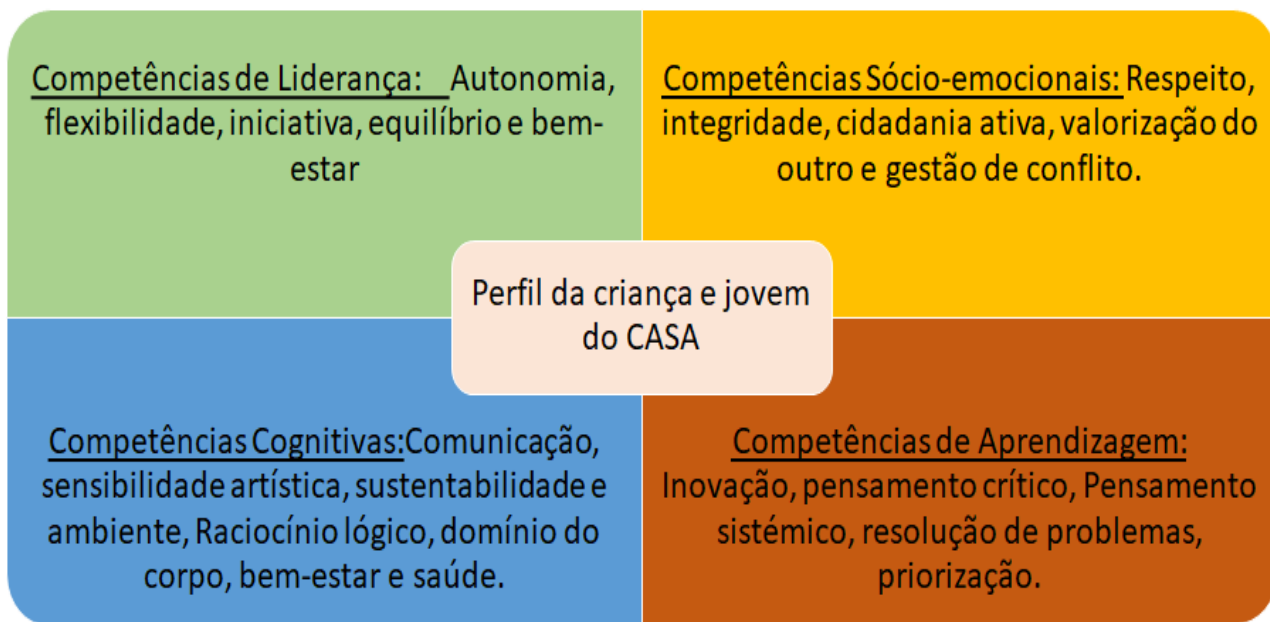 Competências de Liderança: Autonomia,
flexibilidade, iniciativa, equilíbrio e bem-
estar
Competências Sócio-emocionais: Respeito,
integridade, cidadania ativa, valorização do
outro e gestão de conflito.
Perfil da criança e jovem
do CASA
Competências Cognitivas:Comunicação,
sensibilidade artística, sustentabilidade e
ambiente, Raciocínio lógico, domínio do
corpo, bem-estar e saúde.
Competências de Aprendizagem:
Inovação, pensamento crítico, Pensamento
sistémico, resolução de problemas,
priorização.